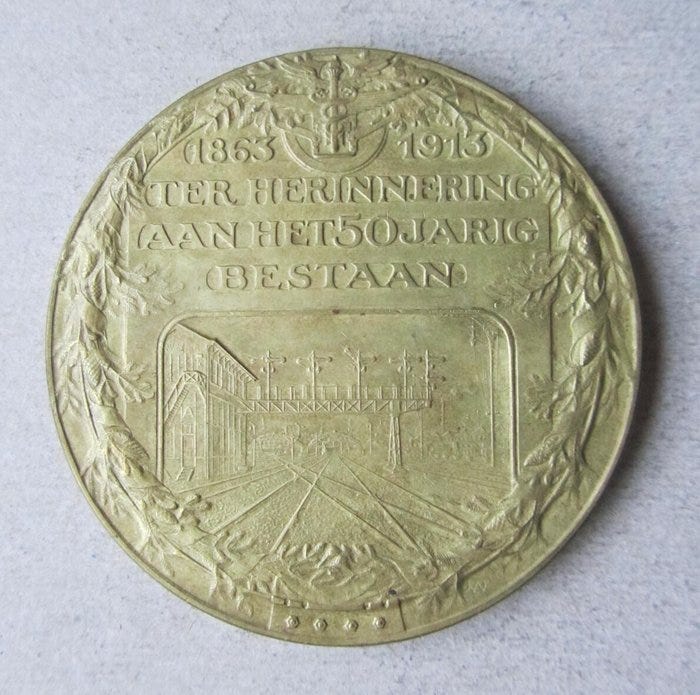 1863 1913
TER HERINNERING
AAN HET 50 JARIG
BESTAAN